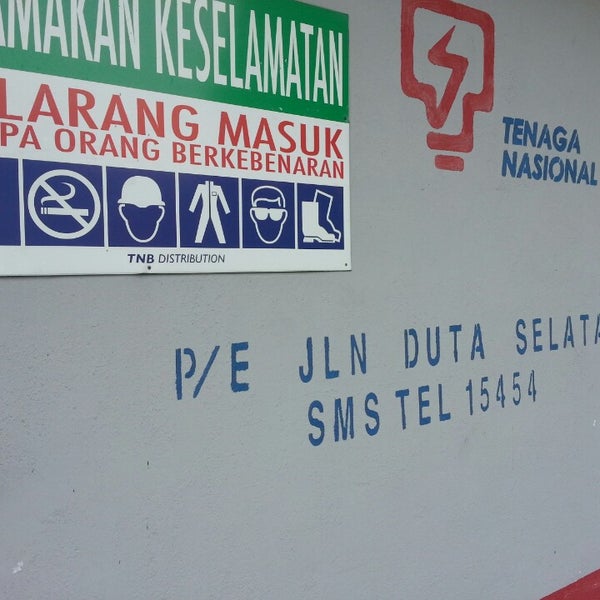 AMAKAN KESELAMATAN
LARANG MASUK
PA ORANG BERKEBENARAN
TNB DISTRIBUTION
TENAGA
NASIONAL
P/E JLN DUTA SELATA
SMS TEL 15454